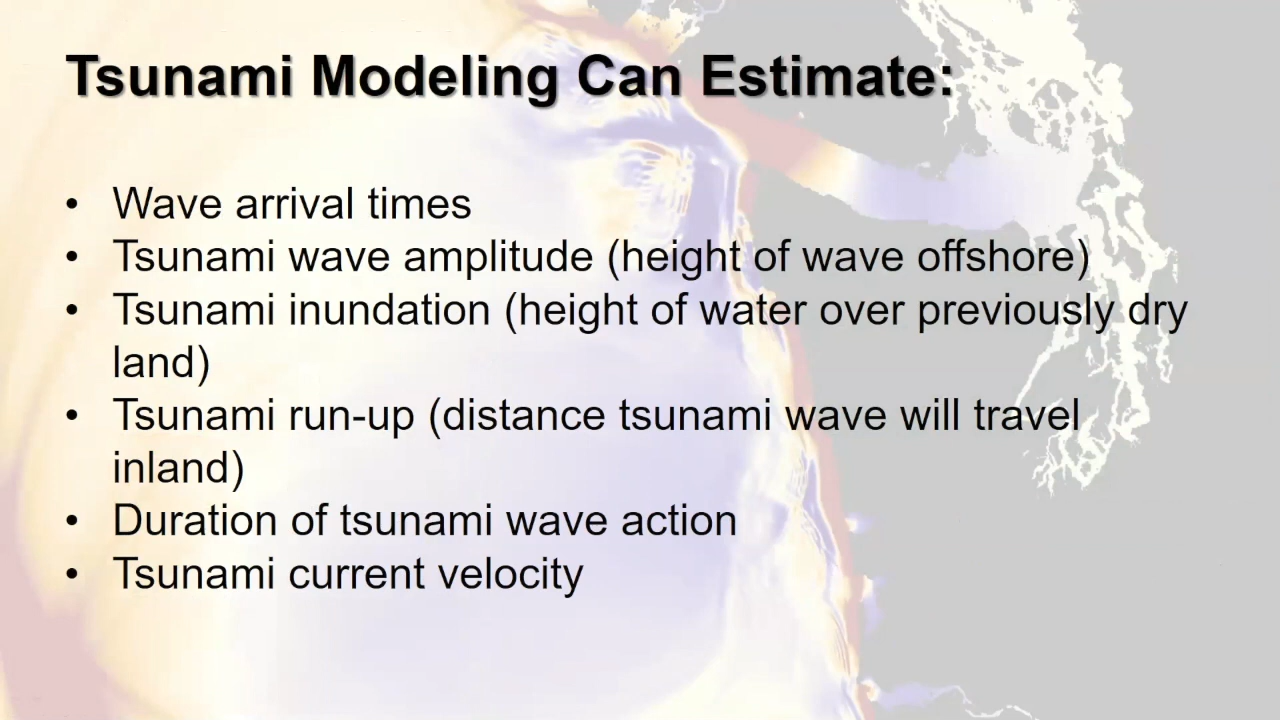 Tsunami Modeling Can Estimate:
• Wave arrival times
• Tsunami wave amplitude (height of wave offshore)
• Tsunami inundation (height of water over previously dry
land)
• Tsunami run-up (distance tsunami wave will travel
inland)
• Duration of tsunami wave action
• Tsunami current velocity